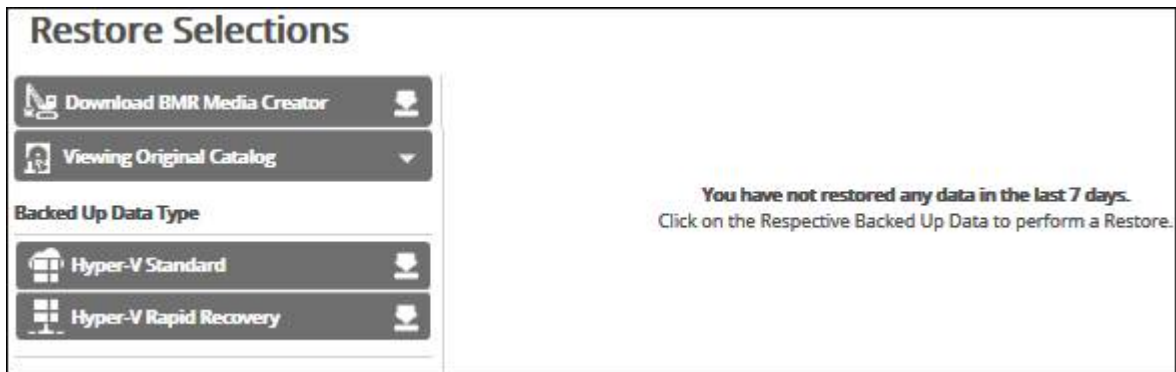 Restore Selections
Download BMR Media Creator
Viewing Original Catalog
Backed Up Data Type
Hyper-V Standard
Hyper-V Rapid Recovery
You have not restored any data in the last 7 days.
Click on the Respective Backed Up Data to perform a Restore.